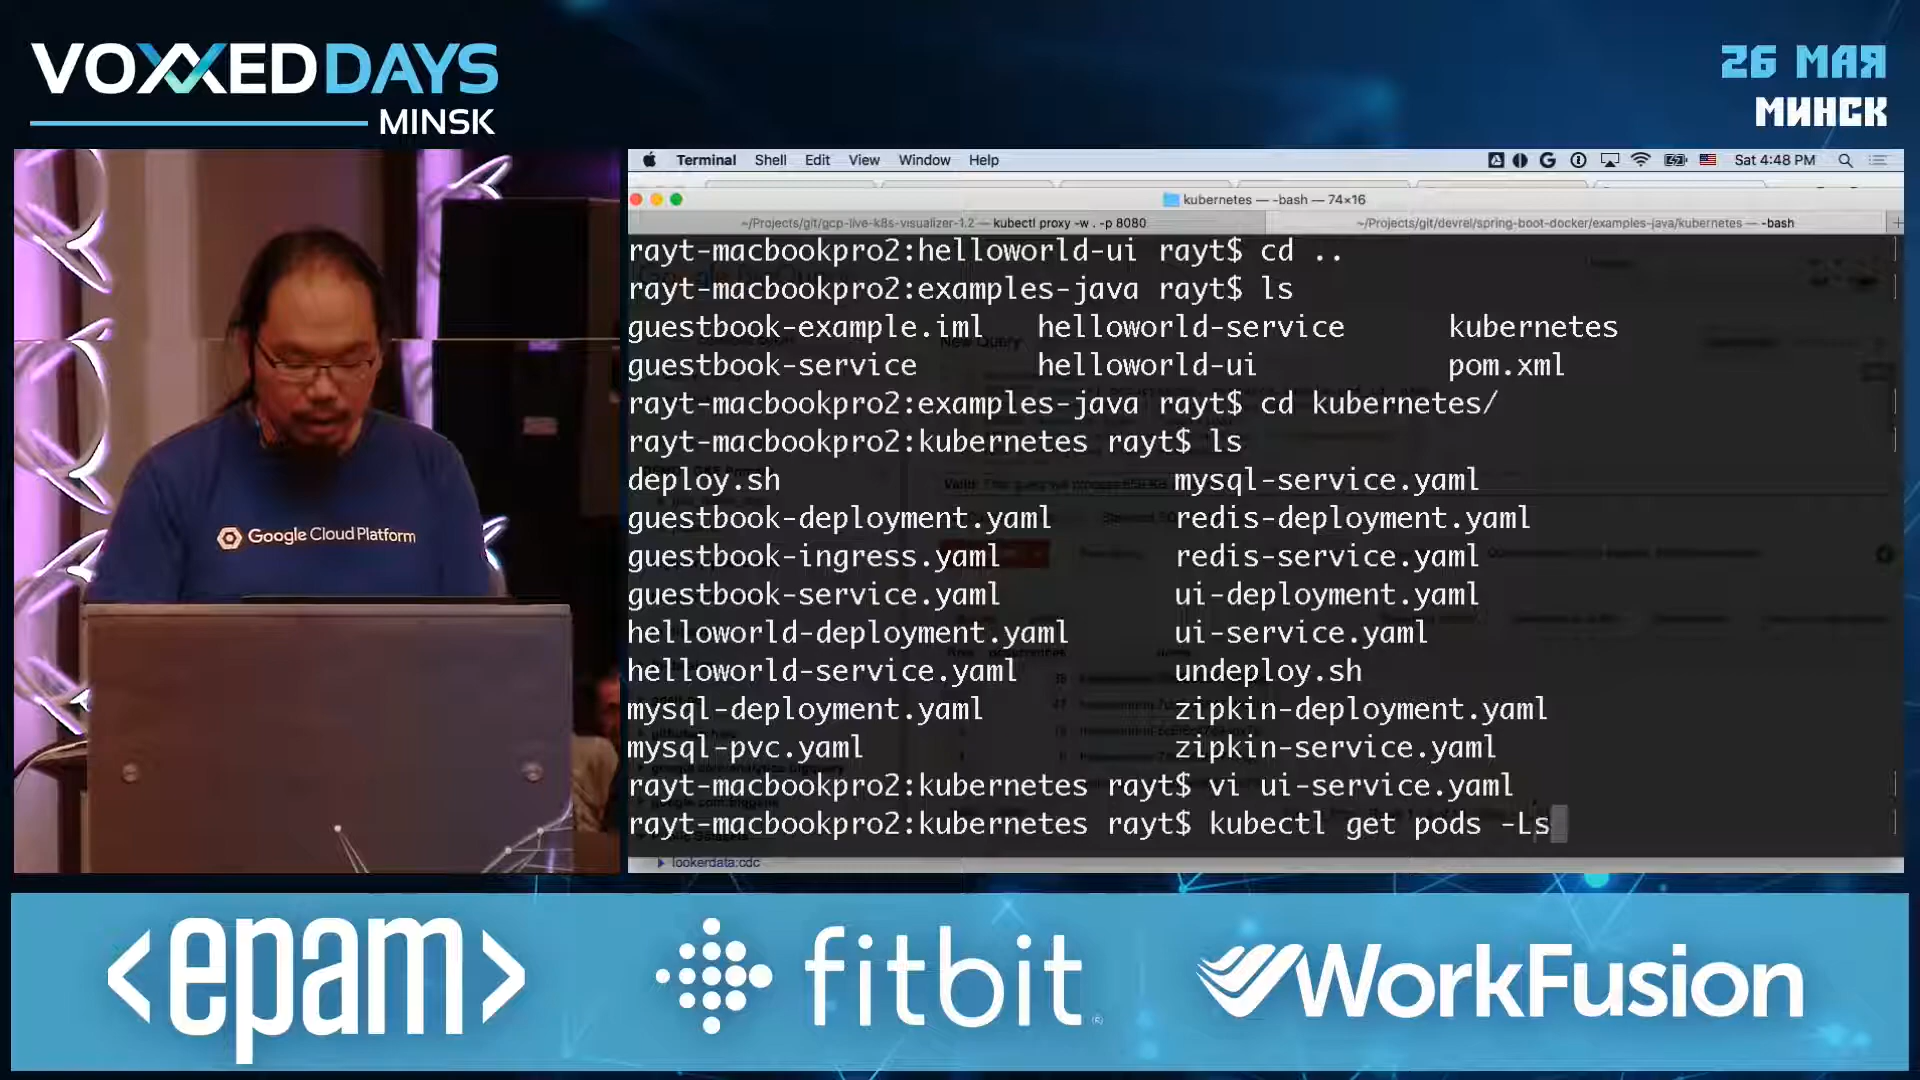 VOXXEDDAYS
MINSK
26 МАЯ
МИНСК
Google Cloud Platform
Terminal Shell Edit View Window Help
Sat 4:48 PM
kubernetes — -bash — 74×16
~/Projects/git/gcp-live-k8s-visualizer-1.2 — kubectl proxy -w . -p 8080
~/Projects/git/devrel/spring-boot-docker/examples-java/kubernetes — -bash
rayt-macbookpro2:helloworld-ui rayt$ cd ..
rayt-macbookpro2:examples-java rayt$ ls
guestbook-example.iml helloworld-service kubernetes
guestbook-service helloworld-ui pom.xml
rayt-macbookpro2:examples-java rayt$ cd kubernetes/
rayt-macbookpro2:kubernetes rayt$ ls
deploy.sh mysql-service.yaml
guestbook-deployment.yaml redis-deployment.yaml
guestbook-ingress.yaml redis-service.yaml
guestbook-service.yaml ui-deployment.yaml
helloworld-deployment.yaml ui-service.yaml
helloworld-service.yaml undeploy.sh
mysql-deployment.yaml zipkin-deployment.yaml
mysql-pvc.yaml zipkin-service.yaml
rayt-macbookpro2:kubernetes rayt$ vi ui-service.yaml
rayt-macbookpro2:kubernetes rayt$ kubectl get pods -Ls
lookerdata:cdc
<epam>
fitbit®
WorkFusion